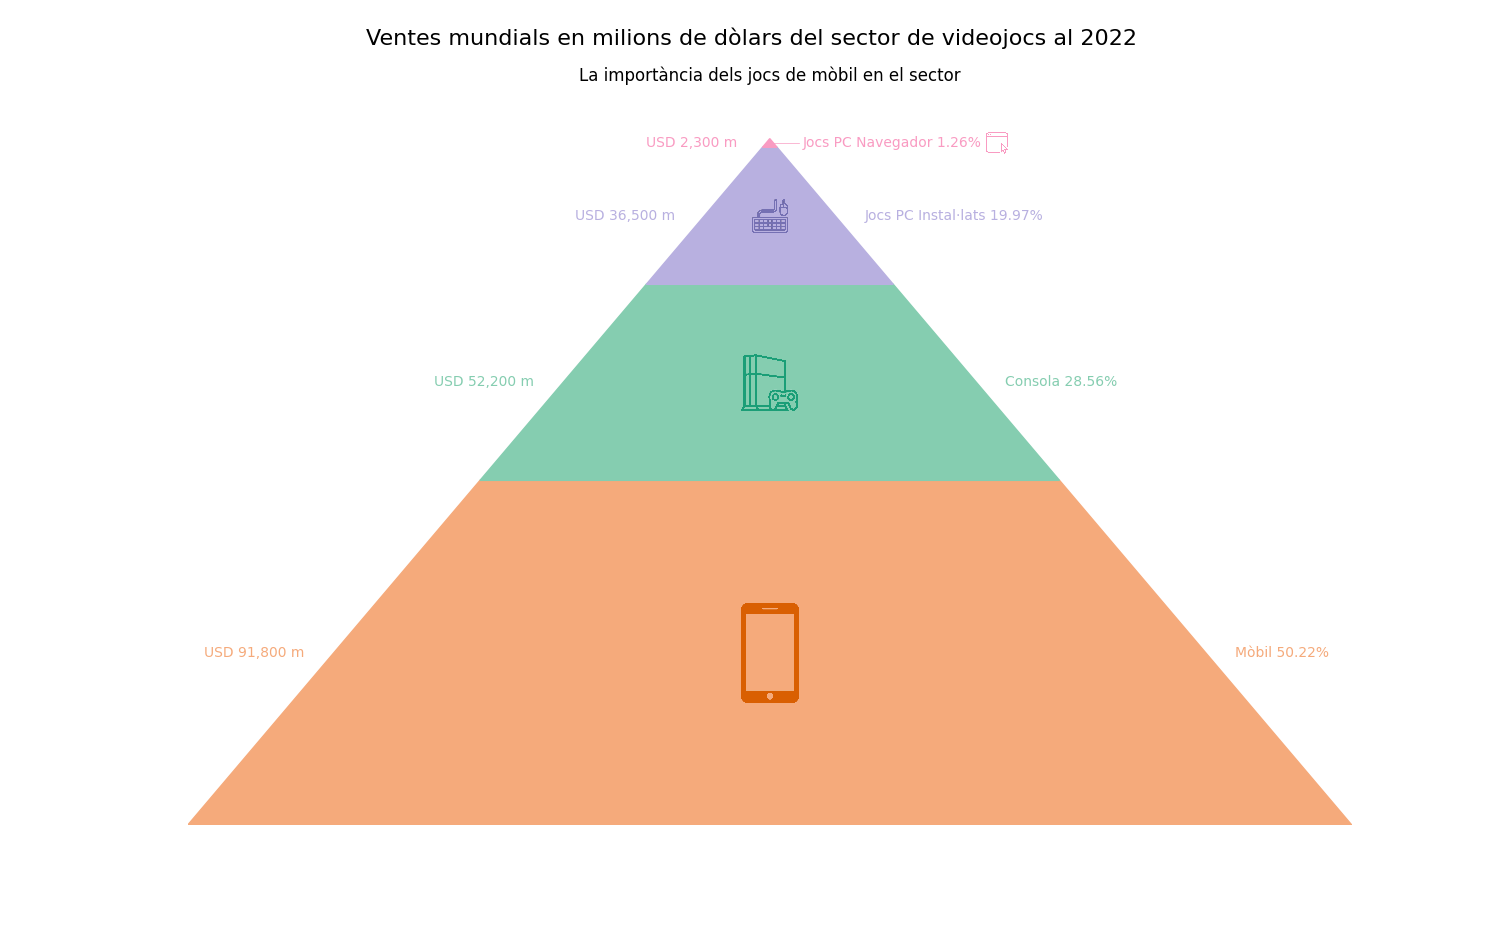 Ventes mundials en milions de dòlars del sector de videojocs al 2022
La importància dels jocs de mòbil en el sector
USD 2,300 m
Jocs PC Navegador 1.26%
USD 36,500 m
Jocs PC Instal·lats 19.97%
USD 52,200 m
Consola 28.56%
USD 91,800 m
Mòbil 50.22%